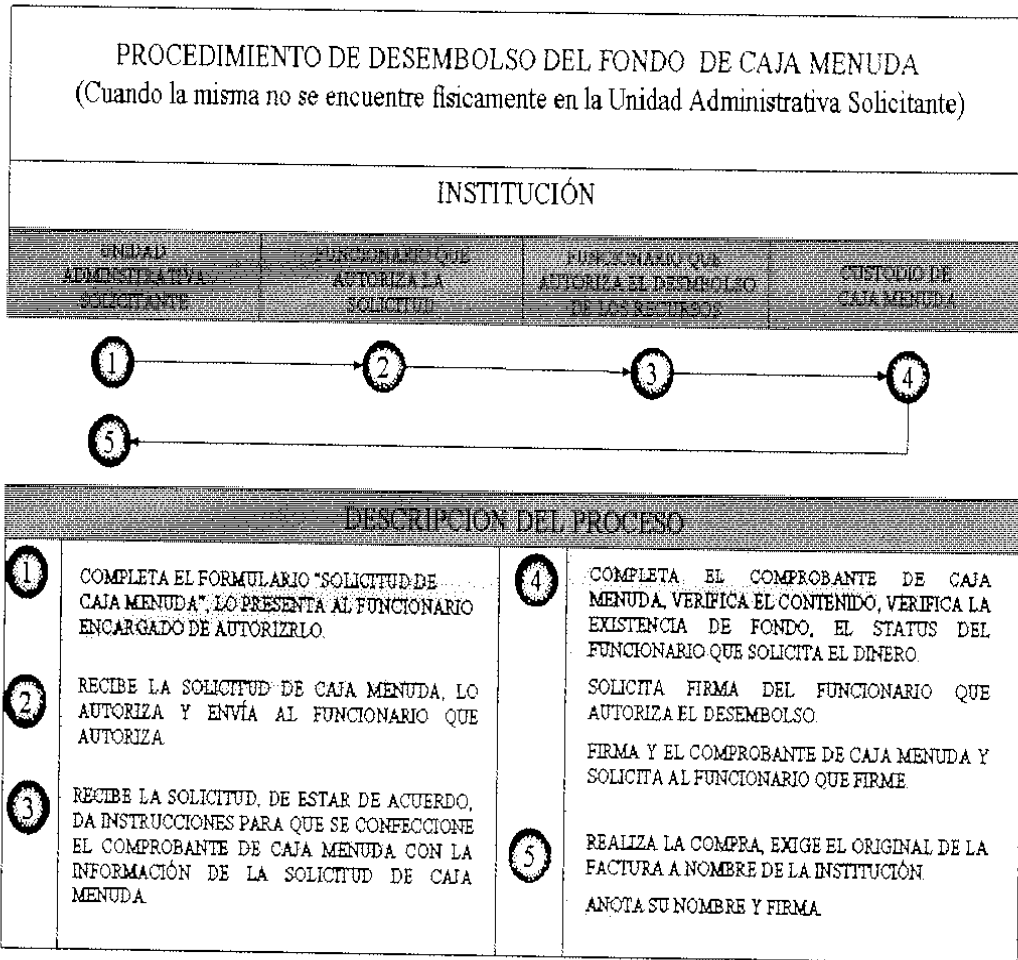 PROCEDIMIENTO DE DESEMBOLSO DEL FONDO DE CAJA MENUDA
(Cuando la misma no se encuentre físicamente en la Unidad Administrativa Solicitante)
INSTITUCIÓN
UNIDAD
ADMINSITRATIVA
SOLICITANTE
FUNCIONARIO QUE
AUTORIZA LA
SOLICITUD
FUNCIONARIO QUE
AUTORIZA EL DESMBOLSO
DE LOS RECURSOS
CUSTODIO DE
CAJA MENUDA
1
2
3
4
5
DESCRIPCION DEL PROCESO
1
COMPLETA EL FORMULARIO "SOLICITUD DE
CAJA MENUDA", LO PRESENTA AL FUNCIONARIO
ENCARGADO DE AUTORIZRLO.
2
RECIBE LA SOLICITUD DE CAJA MENUDA, LO
AUTORIZA Y ENVÍA AL FUNCIONARIO QUE
AUTORIZA
3
RECIBE LA SOLICITUD, DE ESTAR DE ACUERDO,
DA INSTRUCCIONES PARA QUE SE CONFECCIONE
EL COMPROBANTE DE CAJA MENUDA CON LA
INFORMACIÓN DE LA SOLICITUD DE CAJA
MENUDA
4
COMPLETA EL COMPROBANTE DE CAJA
MENUDA, VERIFICA EL CONTENIDO, VERIFICA LA
EXISTENCIA DE FONDO, EL STATUS DEL
FUNCIONARIO QUE SOLICITA EL DINERO.
SOLICITA FIRMA DEL FUNCIONARIO QUE
AUTORIZA EL DESEMBOLSO.
FIRMA Y EL COMPROBANTE DE CAJA MENUDA Y
SOLICITA AL FUNCIONARIO QUE FIRME.
5
REALIZA LA COMPRA, EXIGE EL ORIGINAL DE LA
FACTURA A NOMBRE DE LA INSTITUCIÓN.
ANOTA SU NOMBRE Y FIRMA